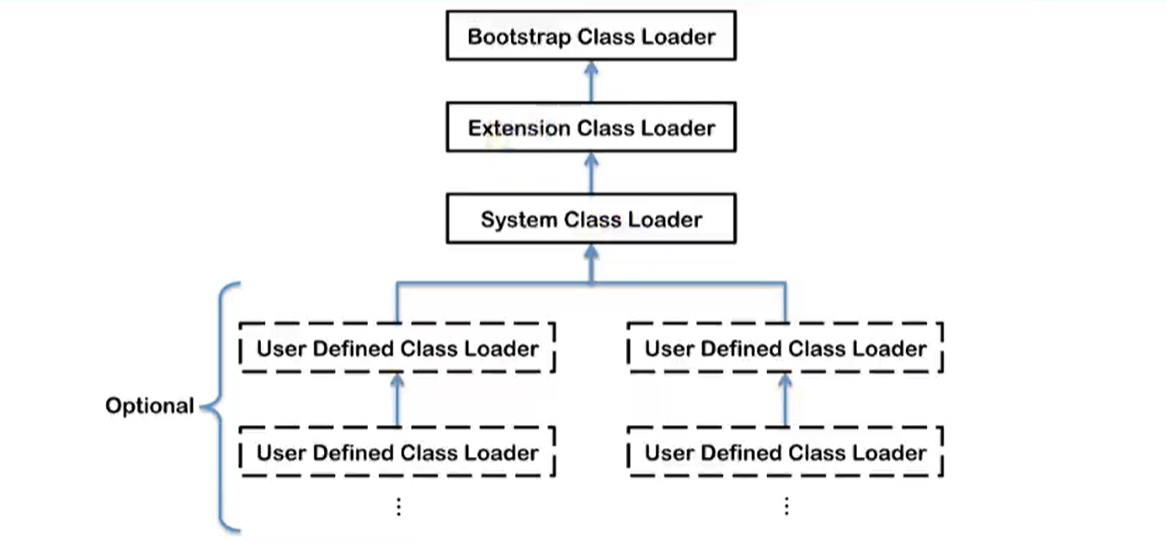 Bootstrap Class Loader
Extension Class Loader
System Class Loader
User Defined Class Loader
User Defined Class Loader
Optional
User Defined Class Loader
User Defined Class Loader
⋮
⋮